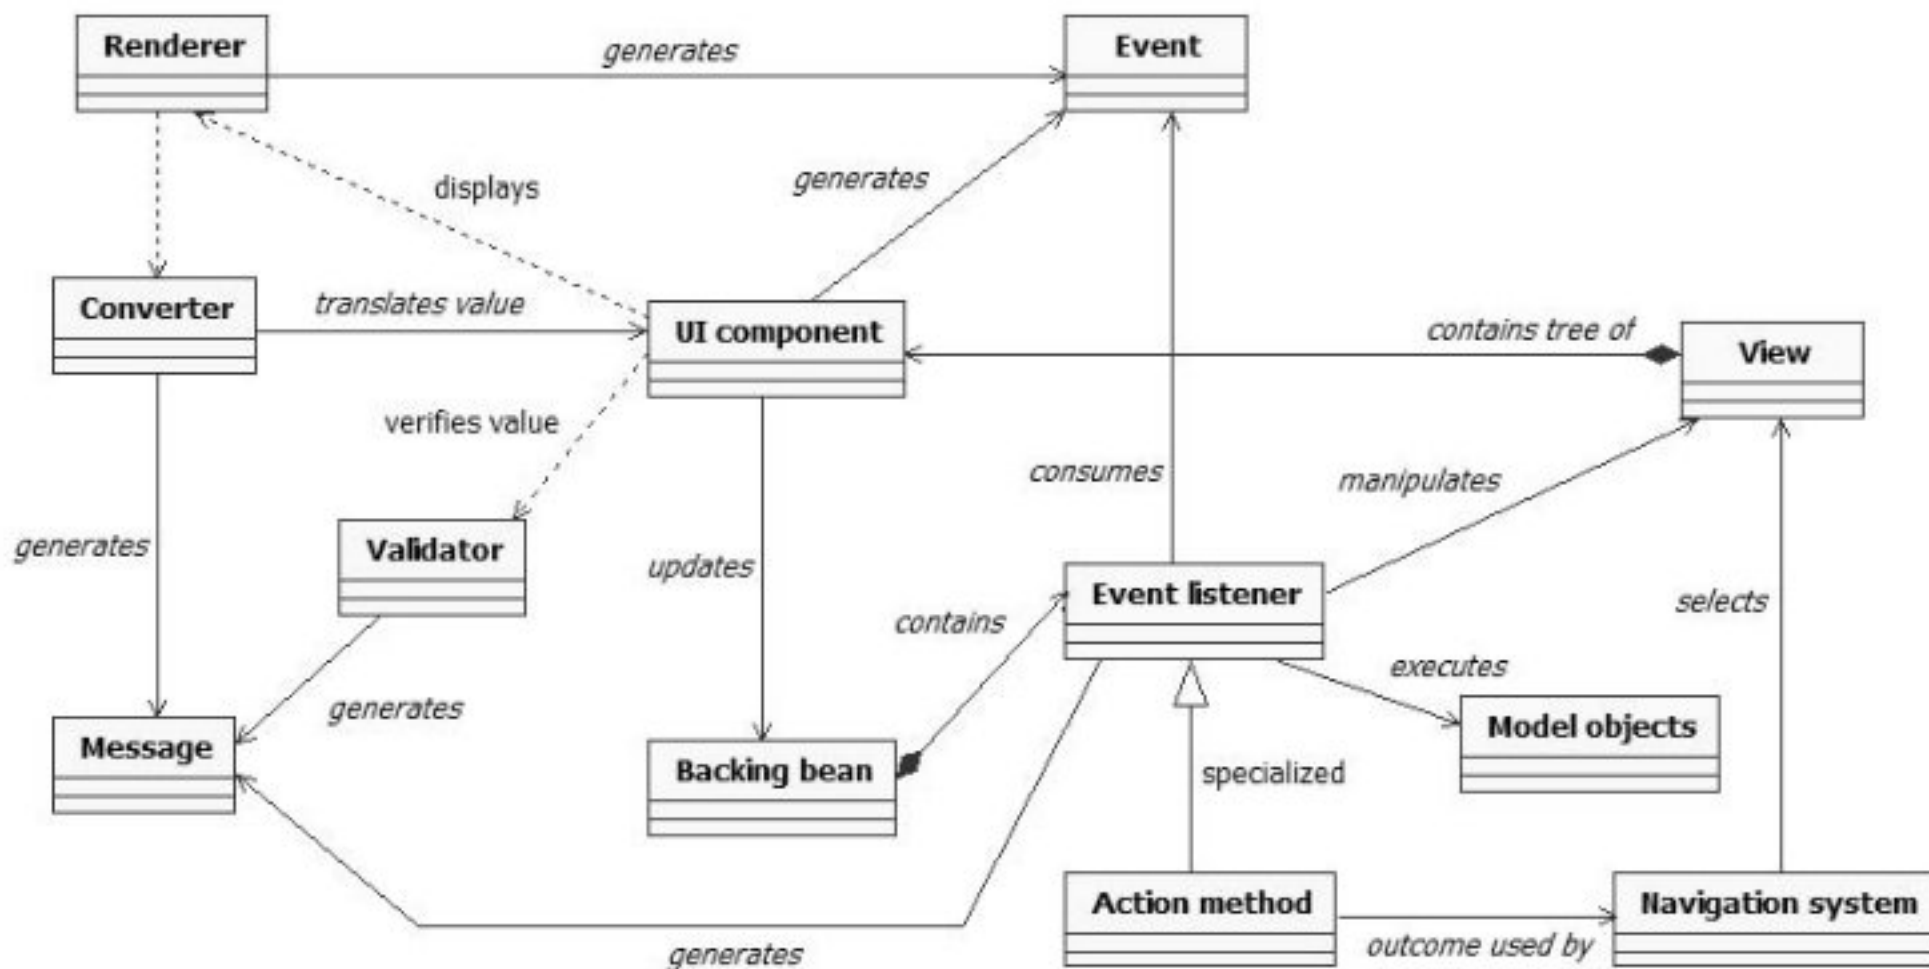 Renderer
generates
Event
displays
generates
Converter
translates value
UI component
contains tree of
View
verifies value
consumes
manipulates
generates
Validator
updates
contains
Event listener
selects
executes
generates
Message
Backing bean
Model objects
specialized
Action method
Navigation system
outcome used by
generates